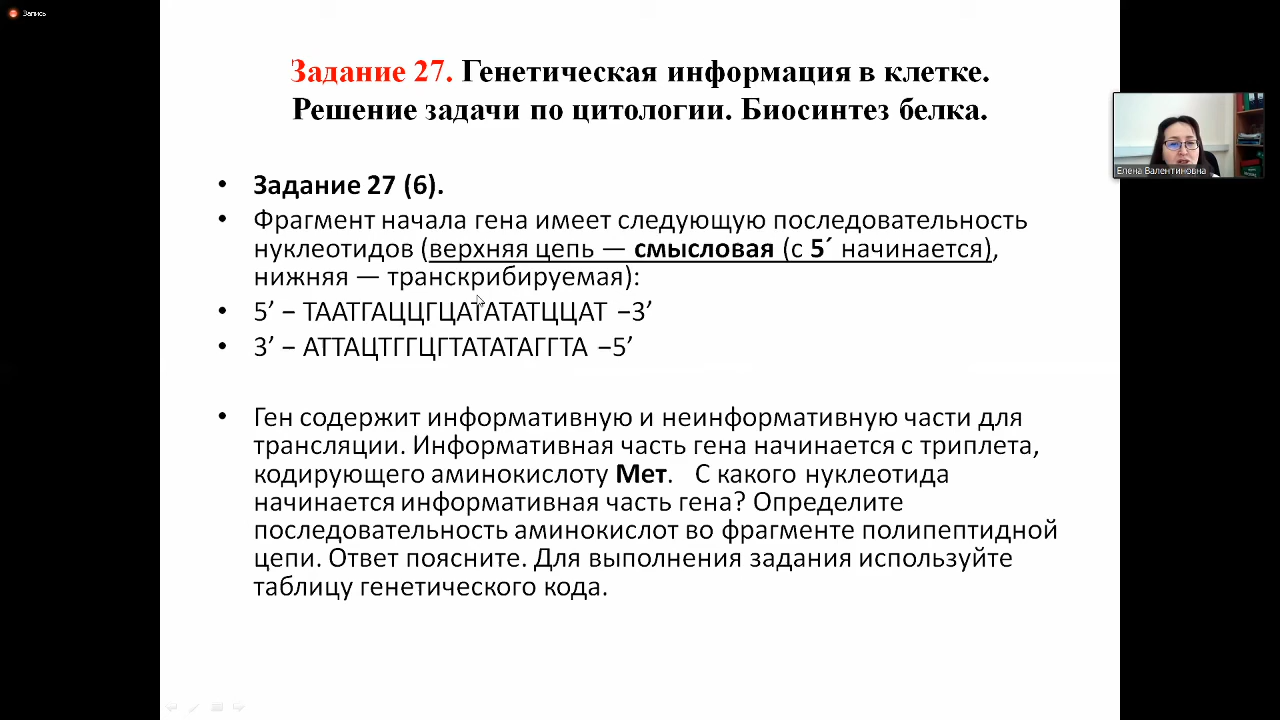 Запись
Задание 27. Генетическая информация в клетке.
Решение задачи по цитологии. Биосинтез белка.
Елена Валентиновна
• Задание 27 (6).
• Фрагмент начала гена имеет следующую последовательность
нуклеотидов (верхняя цепь — смысловая (с 5´ начинается),
нижняя — транскрибируемая):
• 5’ − ТААТГАЦЦГЦАТАТАТЦЦАТ −3’
• 3’ − АТТАЦТГГЦГТАТАТАГГТА −5’
• Ген содержит информативную и неинформативную части для
трансляции. Информативная часть гена начинается с триплета,
кодирующего аминокислоту Мет. С какого нуклеотида
начинается информативная часть гена? Определите
последовательность аминокислот во фрагменте полипептидной
цепи. Ответ поясните. Для выполнения задания используйте
таблицу генетического кода.